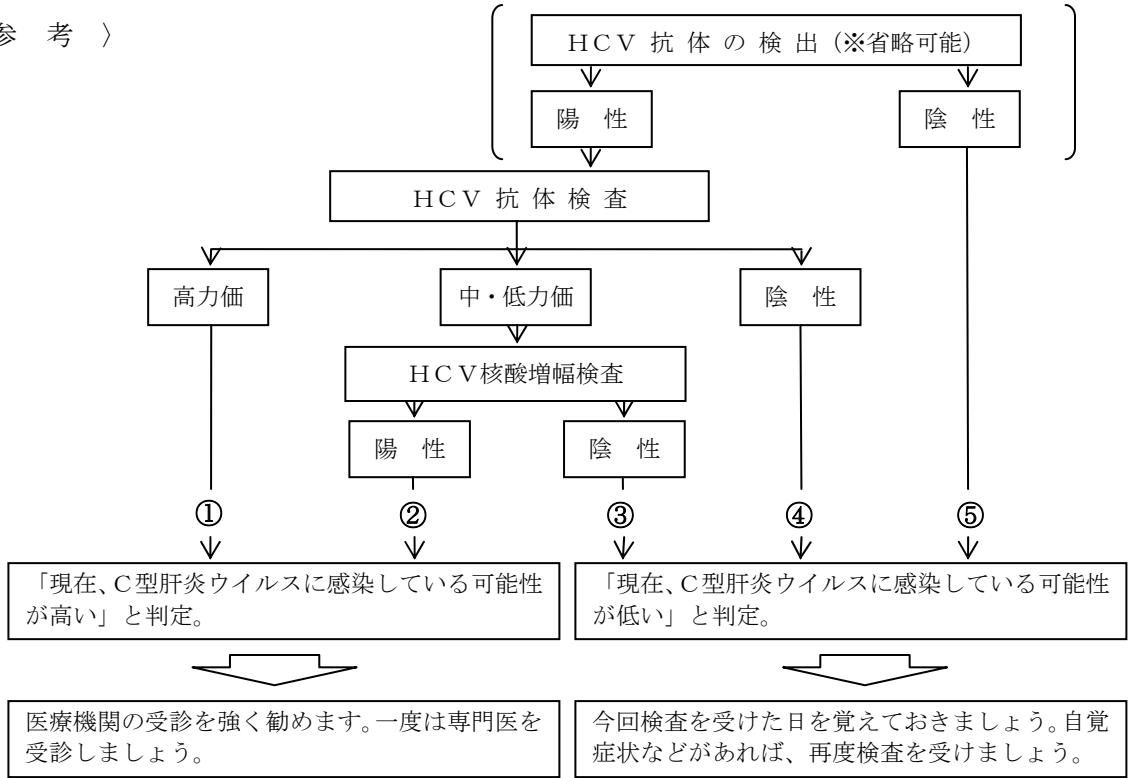 参 考 〉
HCV 抗 体 の 検 出 (※省略可能)
陽 性
陰 性
HCV 抗 体 検 査
高力価
中・低力価
陰 性
HCV核酸増幅検査
陽 性
陰 性
①
②
③
④
⑤
「現在、C型肝炎ウイルスに感染している可能性
が高い」と判定。
「現在、C型肝炎ウイルスに感染している可能性
が低い」と判定。
医療機関の受診を強く勧めます。一度は専門医を
受診しましょう。
今回検査を受けた日を覚えておきましょう。自覚
症状などがあれば、再度検査を受けましょう。